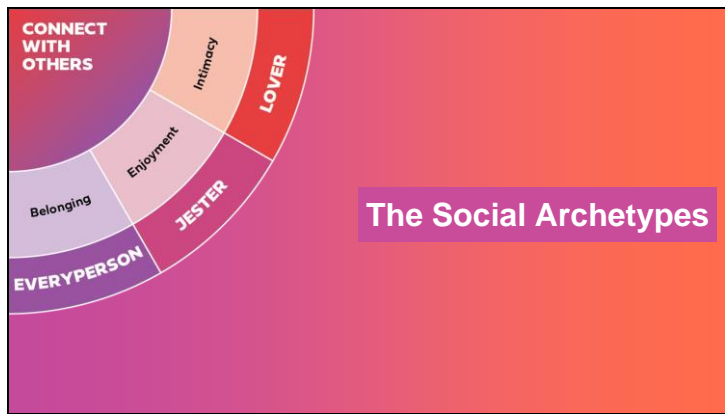 CONNECT
WITH
OTHERS
Intimacy
LOVER
Enjoyment
JESTER
Belonging
EVERYPERSON
The Social Archetypes